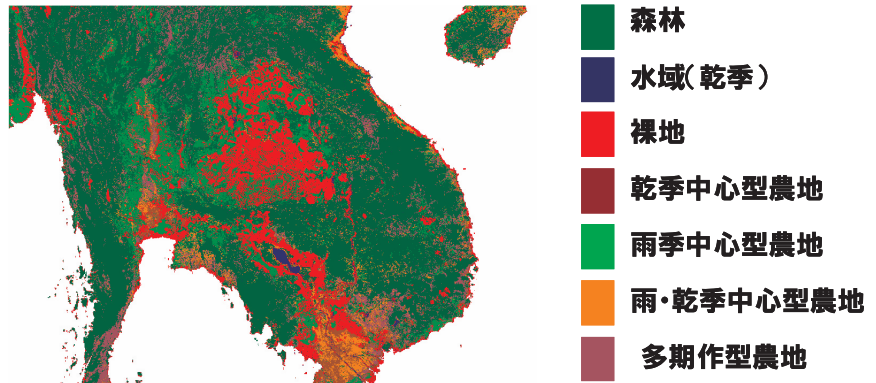 森林
水域(乾季)
裸地
乾季中心型農地
雨季中心型農地
雨・乾季中心型農地
多期作型農地